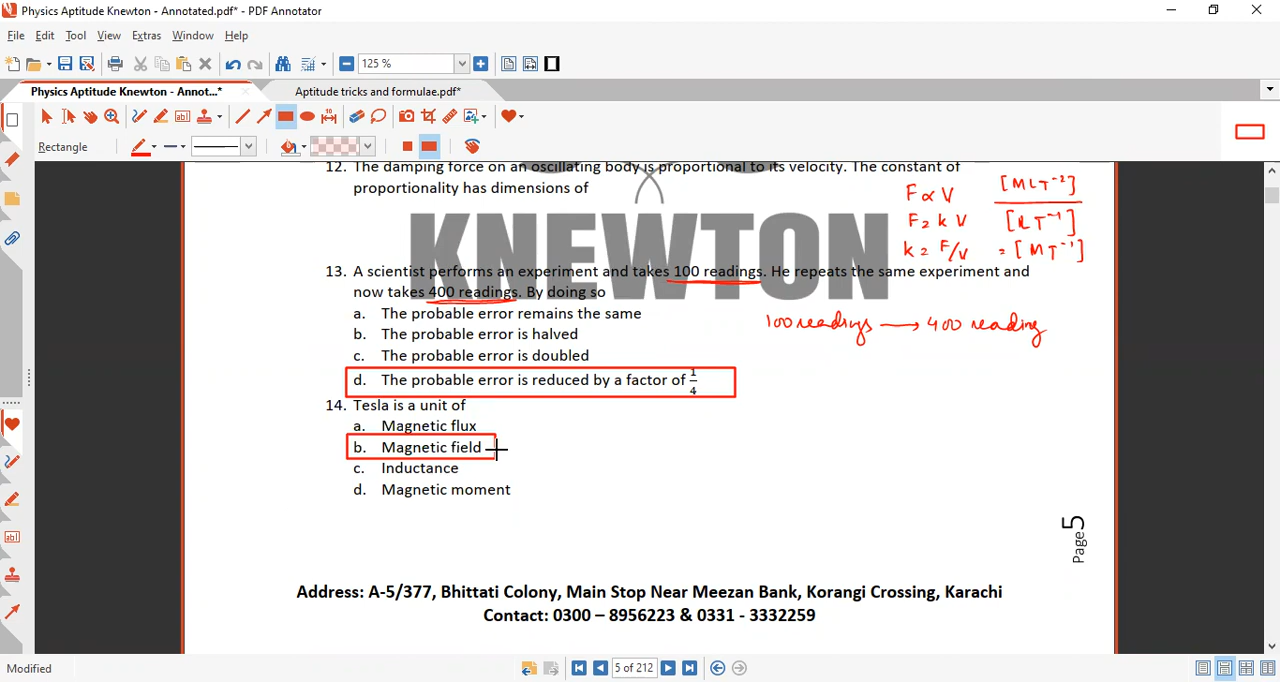 Physics Aptitude Knewton - Annotated.pdf* - PDF Annotator
File Edit Tool View Extras Window Help
125 %
Physics Aptitude Knewton - Annot...* Aptitude tricks and formulae.pdf*
Rectangle
12. The damping force on an oscillating body is proportional to its velocity. The constant of
proportionality has dimensions of
F ∝ V [MLT⁻²]
F = k V [LT⁻¹]
k = F/V = [MT⁻¹]
KNEWTON
13. A scientist performs an experiment and takes 100 readings. He repeats the same experiment and
now takes 400 readings. By doing so
a. The probable error remains the same
100 readings → 400 reading
b. The probable error is halved
c. The probable error is doubled
d. The probable error is reduced by a factor of 1/4
14. Tesla is a unit of
a. Magnetic flux
b. Magnetic field
c. Inductance
d. Magnetic moment
Page5
Address: A-5/377, Bhittati Colony, Main Stop Near Meezan Bank, Korangi Crossing, Karachi
Contact: 0300 – 8956223 & 0331 - 3332259
Modified
5 of 212